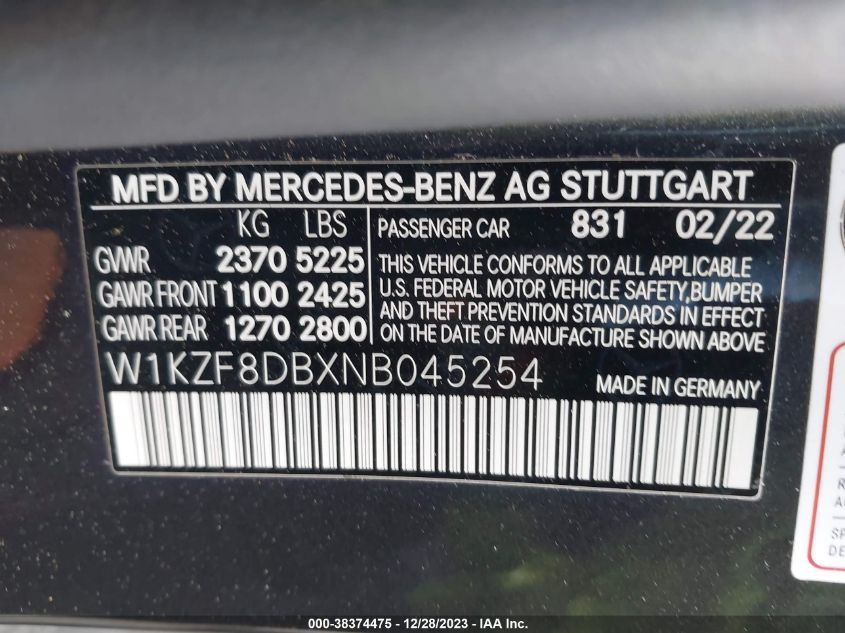 MFD BY MERCEDES-BENZ AG STUTTGART
KG LBS
GVWR 2370 5225
GAWR FRONT 1100 2425
GAWR REAR 1270 2800
PASSENGER CAR 831 02/22
THIS VEHICLE CONFORMS TO ALL APPLICABLE
U.S. FEDERAL MOTOR VEHICLE SAFETY,BUMPER
AND THEFT PREVENTION STANDARDS IN EFFECT
ON THE DATE OF MANUFACTURE SHOWN ABOVE
W1KZF8DBXNB045254
MADE IN GERMANY
000-38374475 - 12/28/2023 - IAAI Inc.